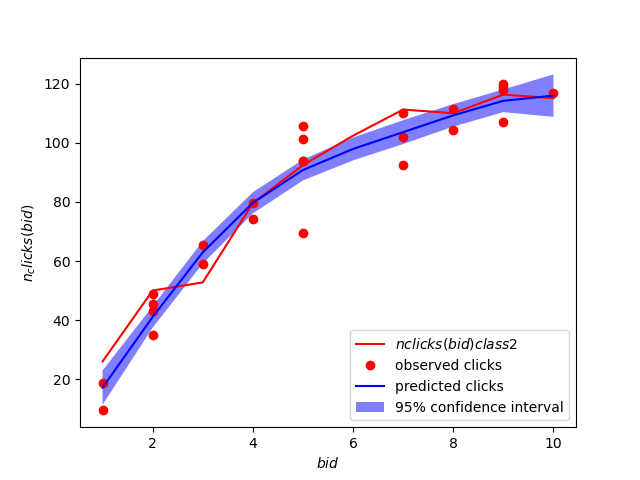 120
100
80
60
40
20
n_clicks(bid)
2
4
6
8
10
bid
nclicks(bid)class2
observed clicks
predicted clicks
95% confidence interval